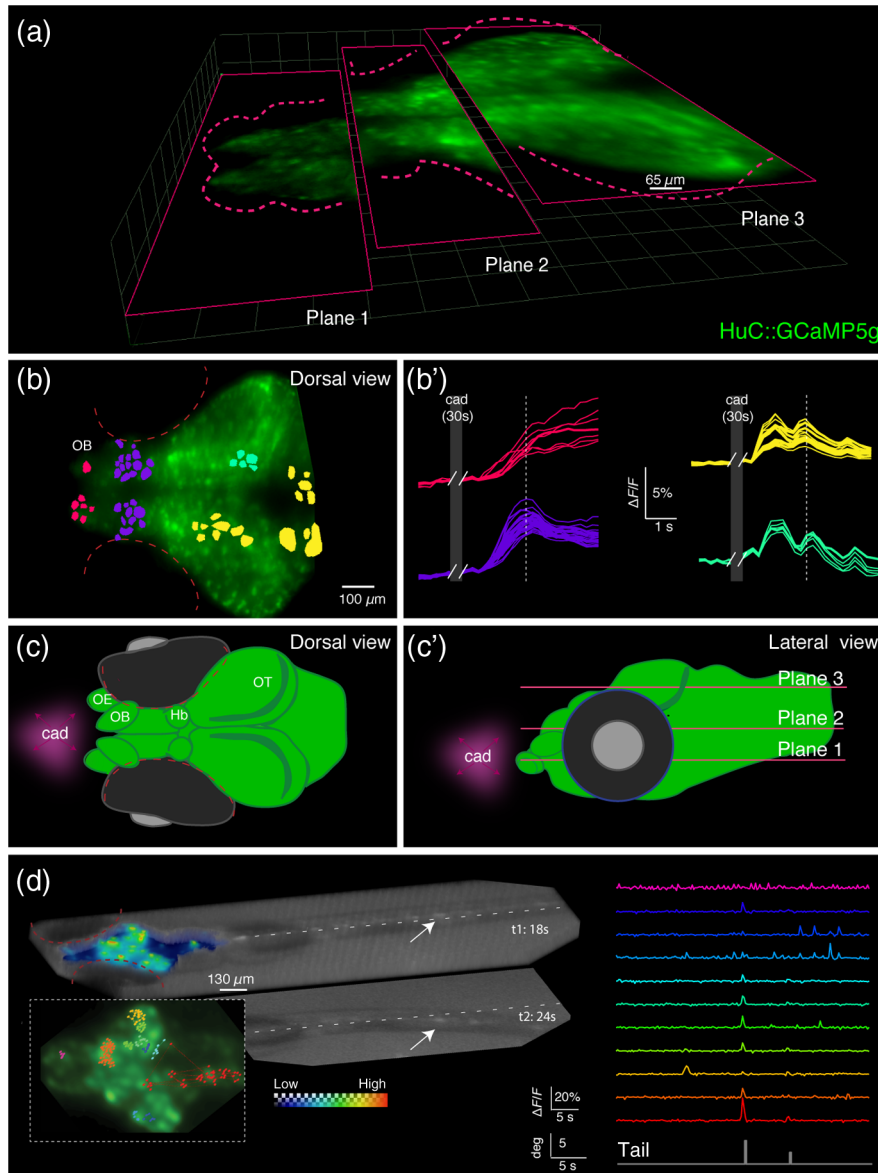 (a)
65 µm
Plane 3
Plane 2
Plane 1
HuC::GCaMP5g
(b)
Dorsal view
OB
100 µm
(b’)
cad
(30s)
cad
(30s)
ΔF/F
5%
1 s
(c)
Dorsal view
OE
OB
Hb
OT
cad
(c’)
Lateral view
Plane 3
Plane 2
Plane 1
cad
(d)
t1: 18s
130 µm
t2: 24s
Low
High
ΔF/F
20%
5 s
deg
5
5 s
Tail